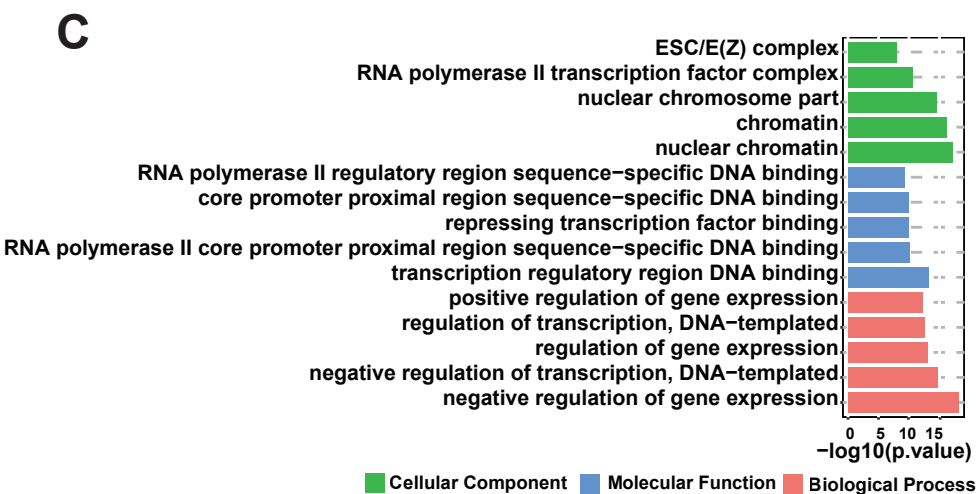 C
ESC/E(Z) complex
RNA polymerase II transcription factor complex
nuclear chromosome part
chromatin
nuclear chromatin
RNA polymerase II regulatory region sequence−specific DNA binding
core promoter proximal region sequence−specific DNA binding
repressing transcription factor binding
RNA polymerase II core promoter proximal region sequence−specific DNA binding
transcription regulatory region DNA binding
positive regulation of gene expression
regulation of transcription, DNA−templated
regulation of gene expression
negative regulation of transcription, DNA−templated
negative regulation of gene expression
0 5 10 15
−log10(p.value)
Cellular Component Molecular Function Biological Process